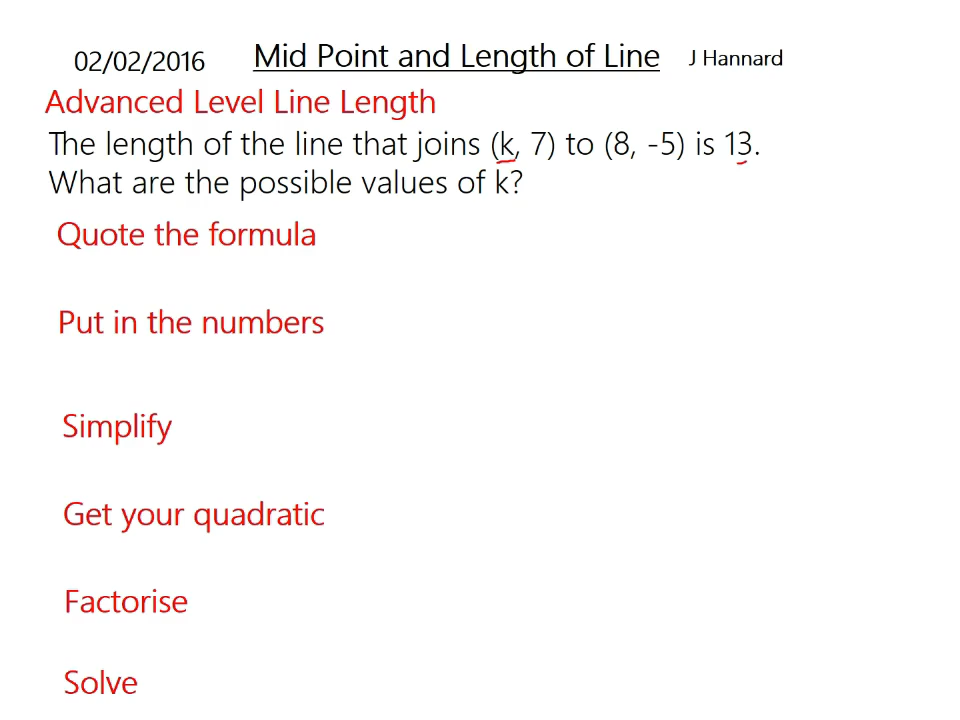 02/02/2016 Mid Point and Length of Line J Hannard
Advanced Level Line Length
The length of the line that joins (k, 7) to (8, -5) is 13.
What are the possible values of k?
Quote the formula
Put in the numbers
Simplify
Get your quadratic
Factorise
Solve